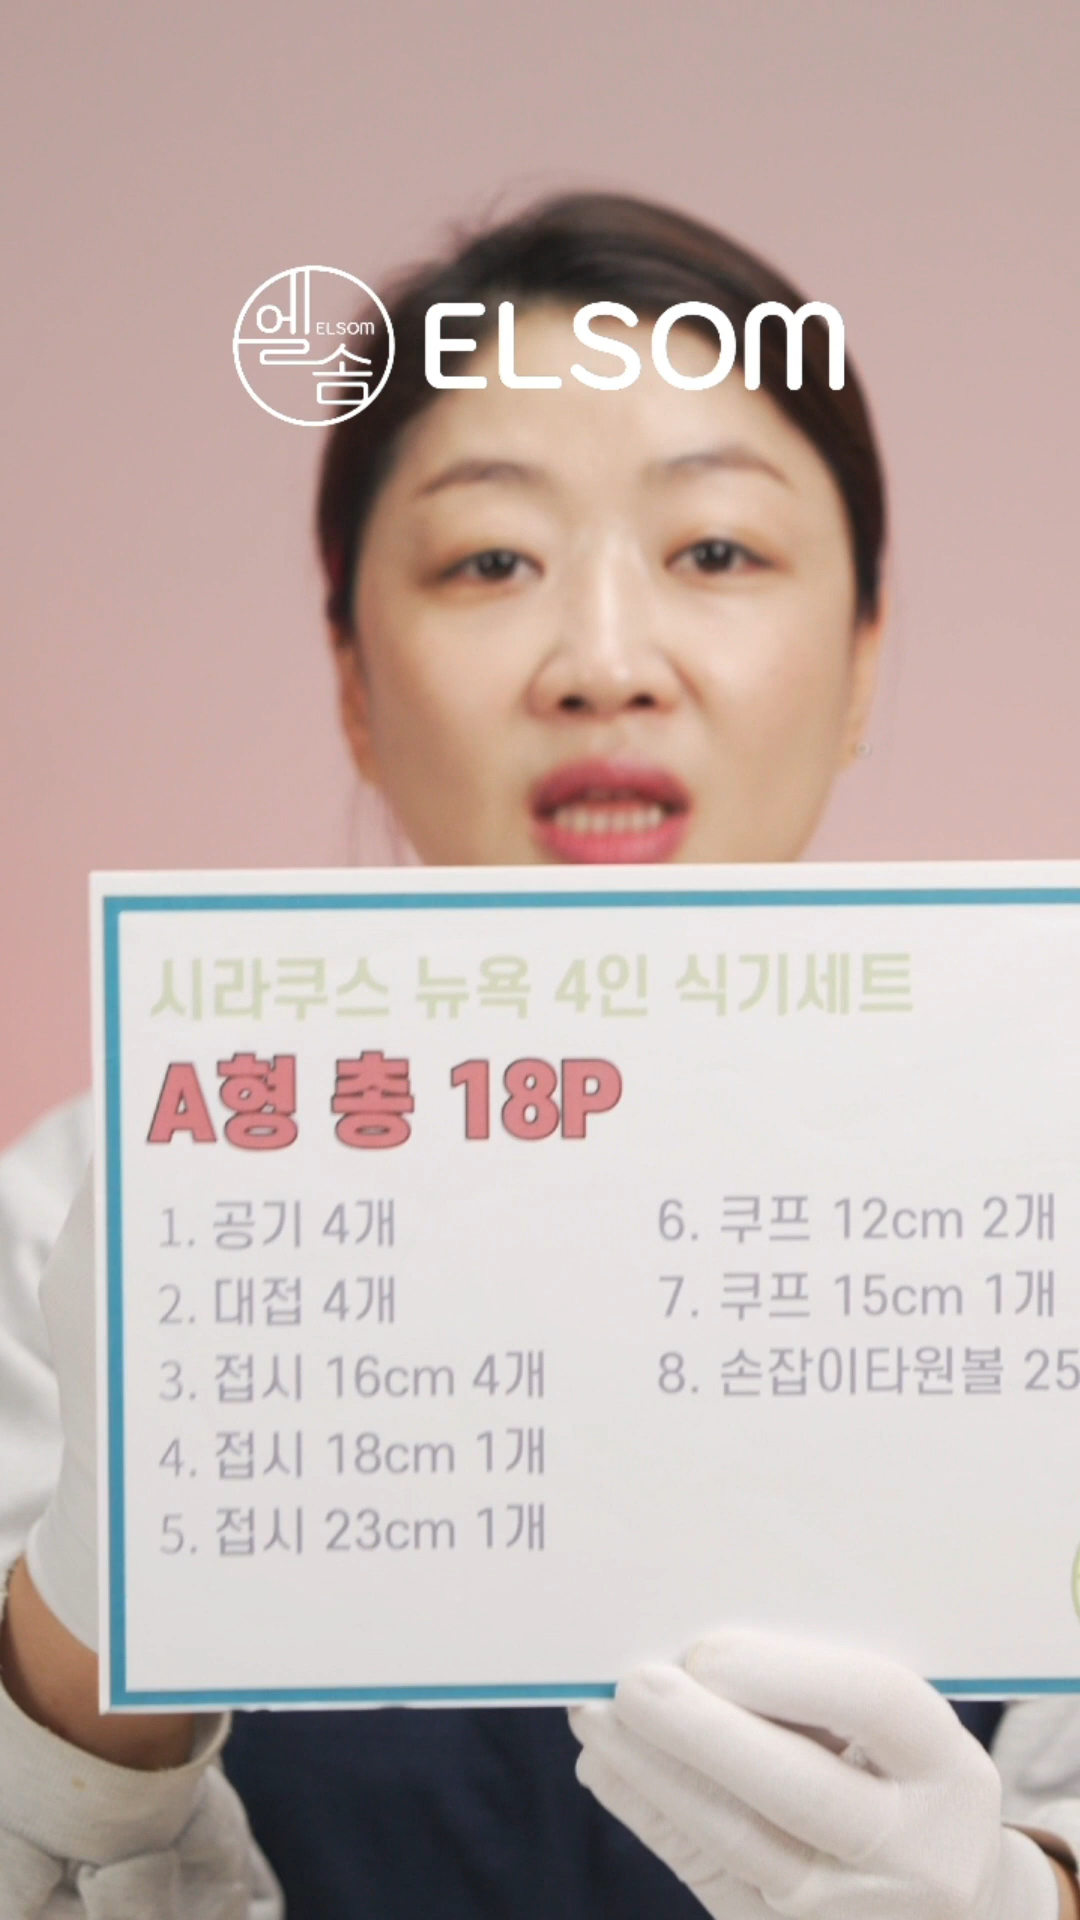 엘솜
ELSOM
ELSOM
시라쿠스 뉴욕 4인 식기세트
A형 총 18P
1. 공기 4개
2. 대접 4개
3. 접시 16cm 4개
4. 접시 18cm 1개
5. 접시 23cm 1개
6. 쿠프 12cm 2개
7. 쿠프 15cm 1개
8. 손잡이타원볼 25